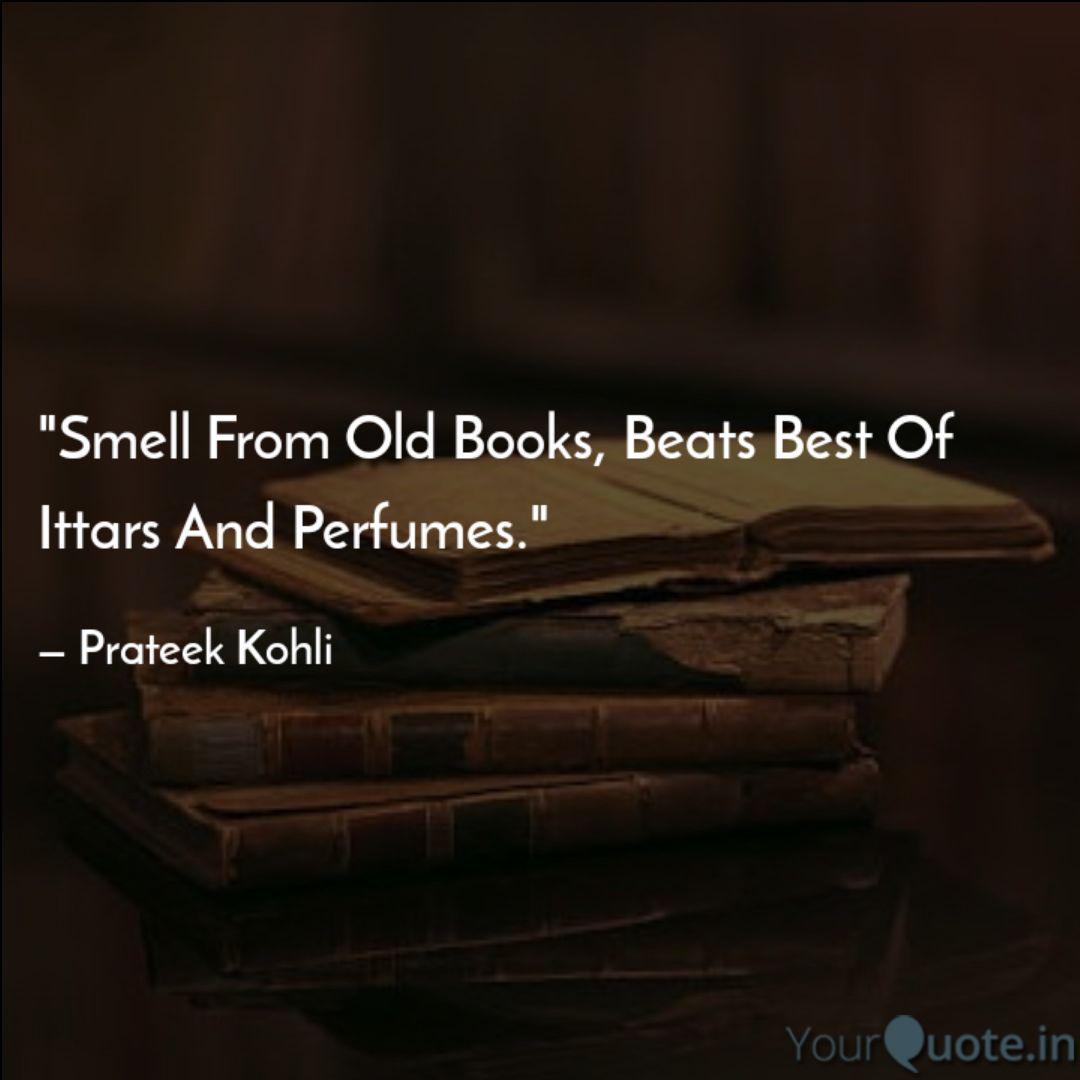 "Smell From Old Books, Beats Best Of
Ittars And Perfumes."
– Prateek Kohli
YourQuote.in